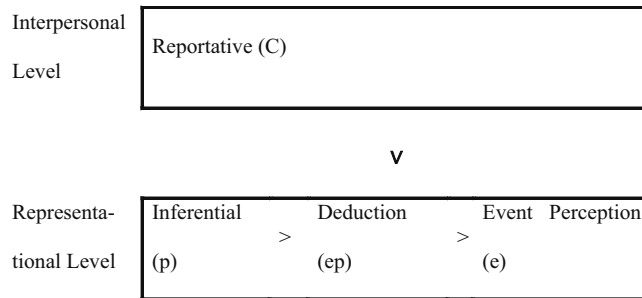 Interpersonal
Level
Reportative (C)
v
Representa-
tional Level
Inferential
(p)
>
Deduction
(ep)
>
Event Perception
(e)